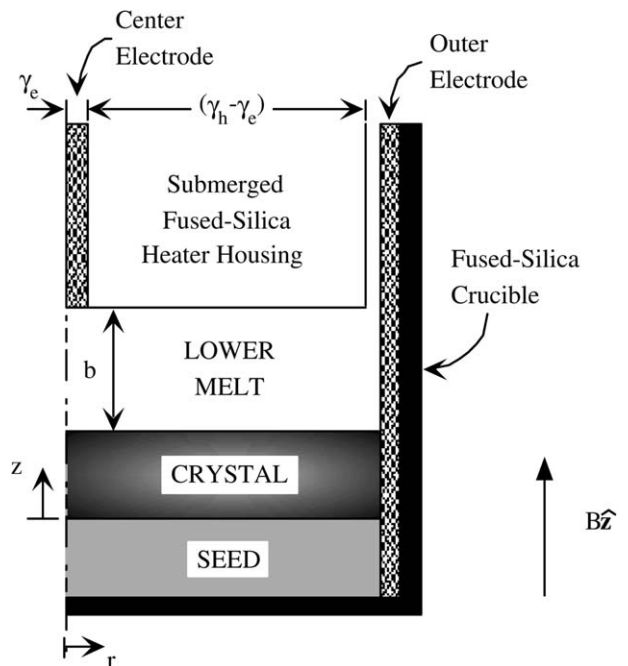 Center
Electrode
Outer
Electrode
γₑ
(γₕ-γₑ)
Submerged
Fused-Silica
Heater Housing
Fused-Silica
Crucible
b
LOWER
MELT
z
CRYSTAL
Bẑ
SEED
r